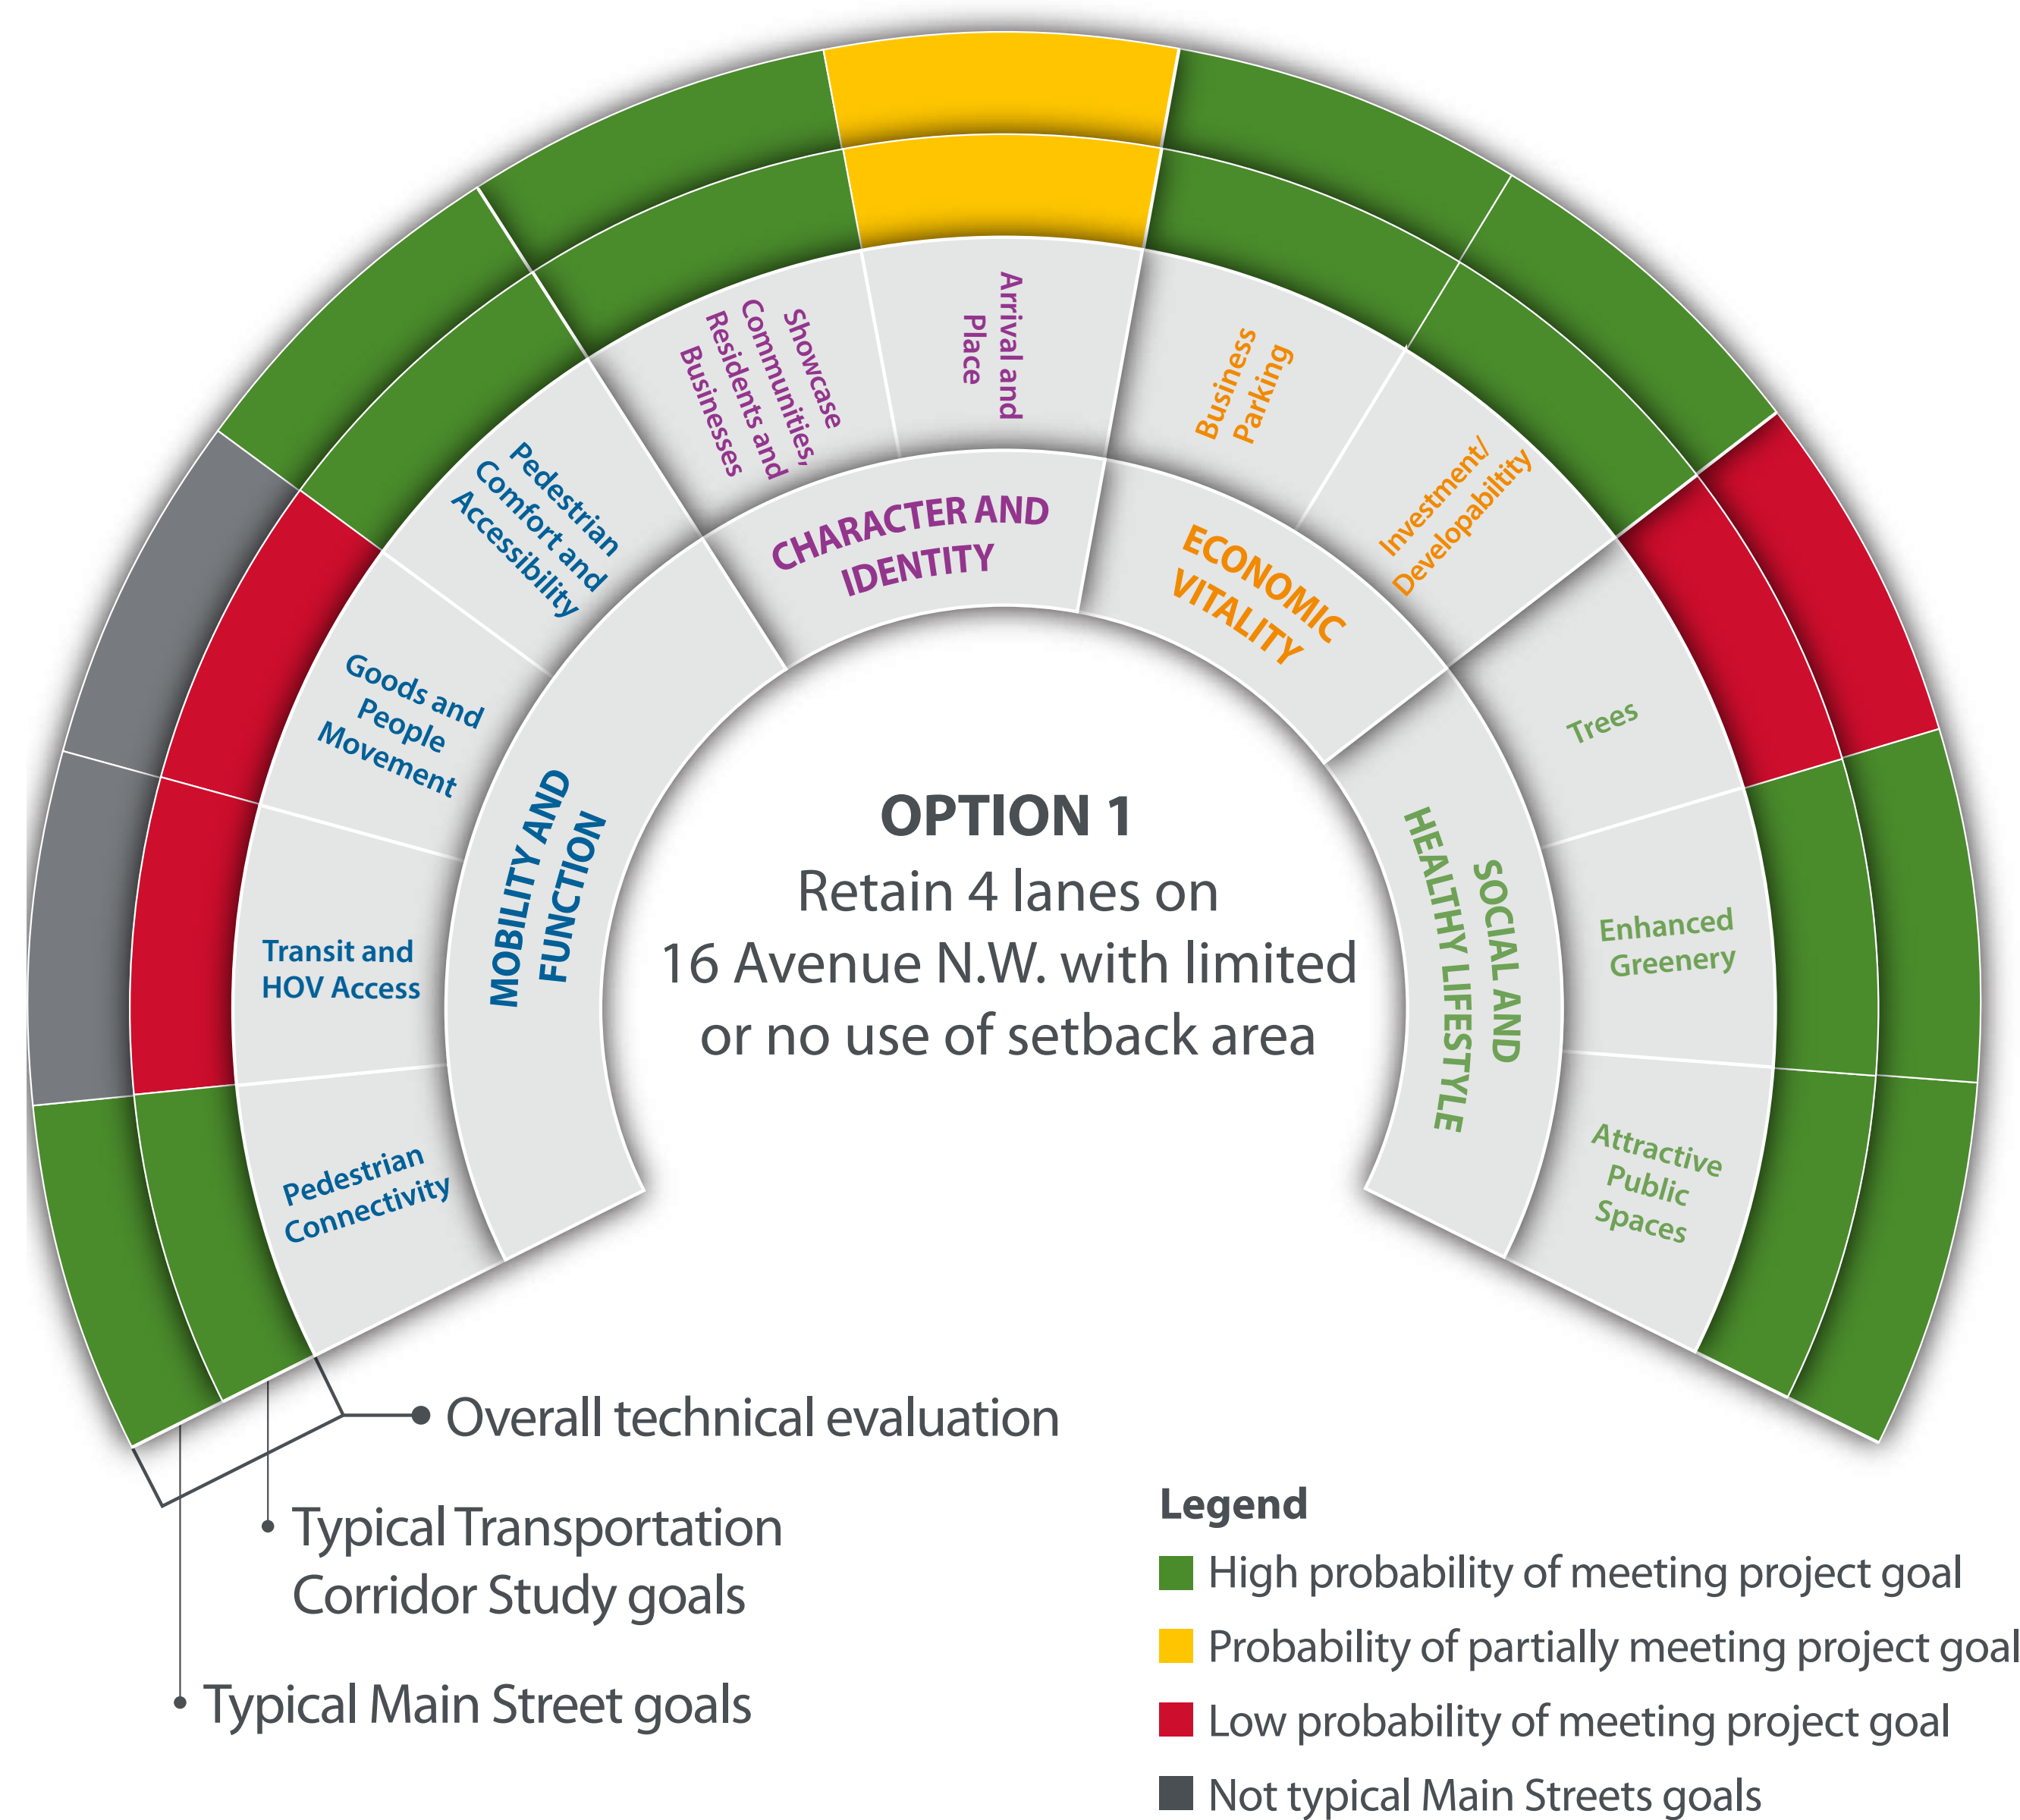 Showcase
Communities,
Residents and
Businesses
Arrival and
Place
Business
Parking
Investment/
Developabiltity
Pedestrian
Comfort and
Accessibility
Goods and
People
Movement
Transit and
HOV Access
Pedestrian
Connectivity
MOBILITY AND
FUNCTION
CHARACTER AND
IDENTITY
ECONOMIC
VITALITY
SOCIAL AND
HEALTHY LIFESTYLE
Trees
Enhanced
Greenery
Attractive
Public
Spaces
OPTION 1
Retain 4 lanes on
16 Avenue N.W. with limited
or no use of setback area
Overall technical evaluation
Typical Transportation
Corridor Study goals
Typical Main Street goals
Legend
High probability of meeting project goal
Probability of partially meeting project goal
Low probability of meeting project goal
Not typical Main Streets goals